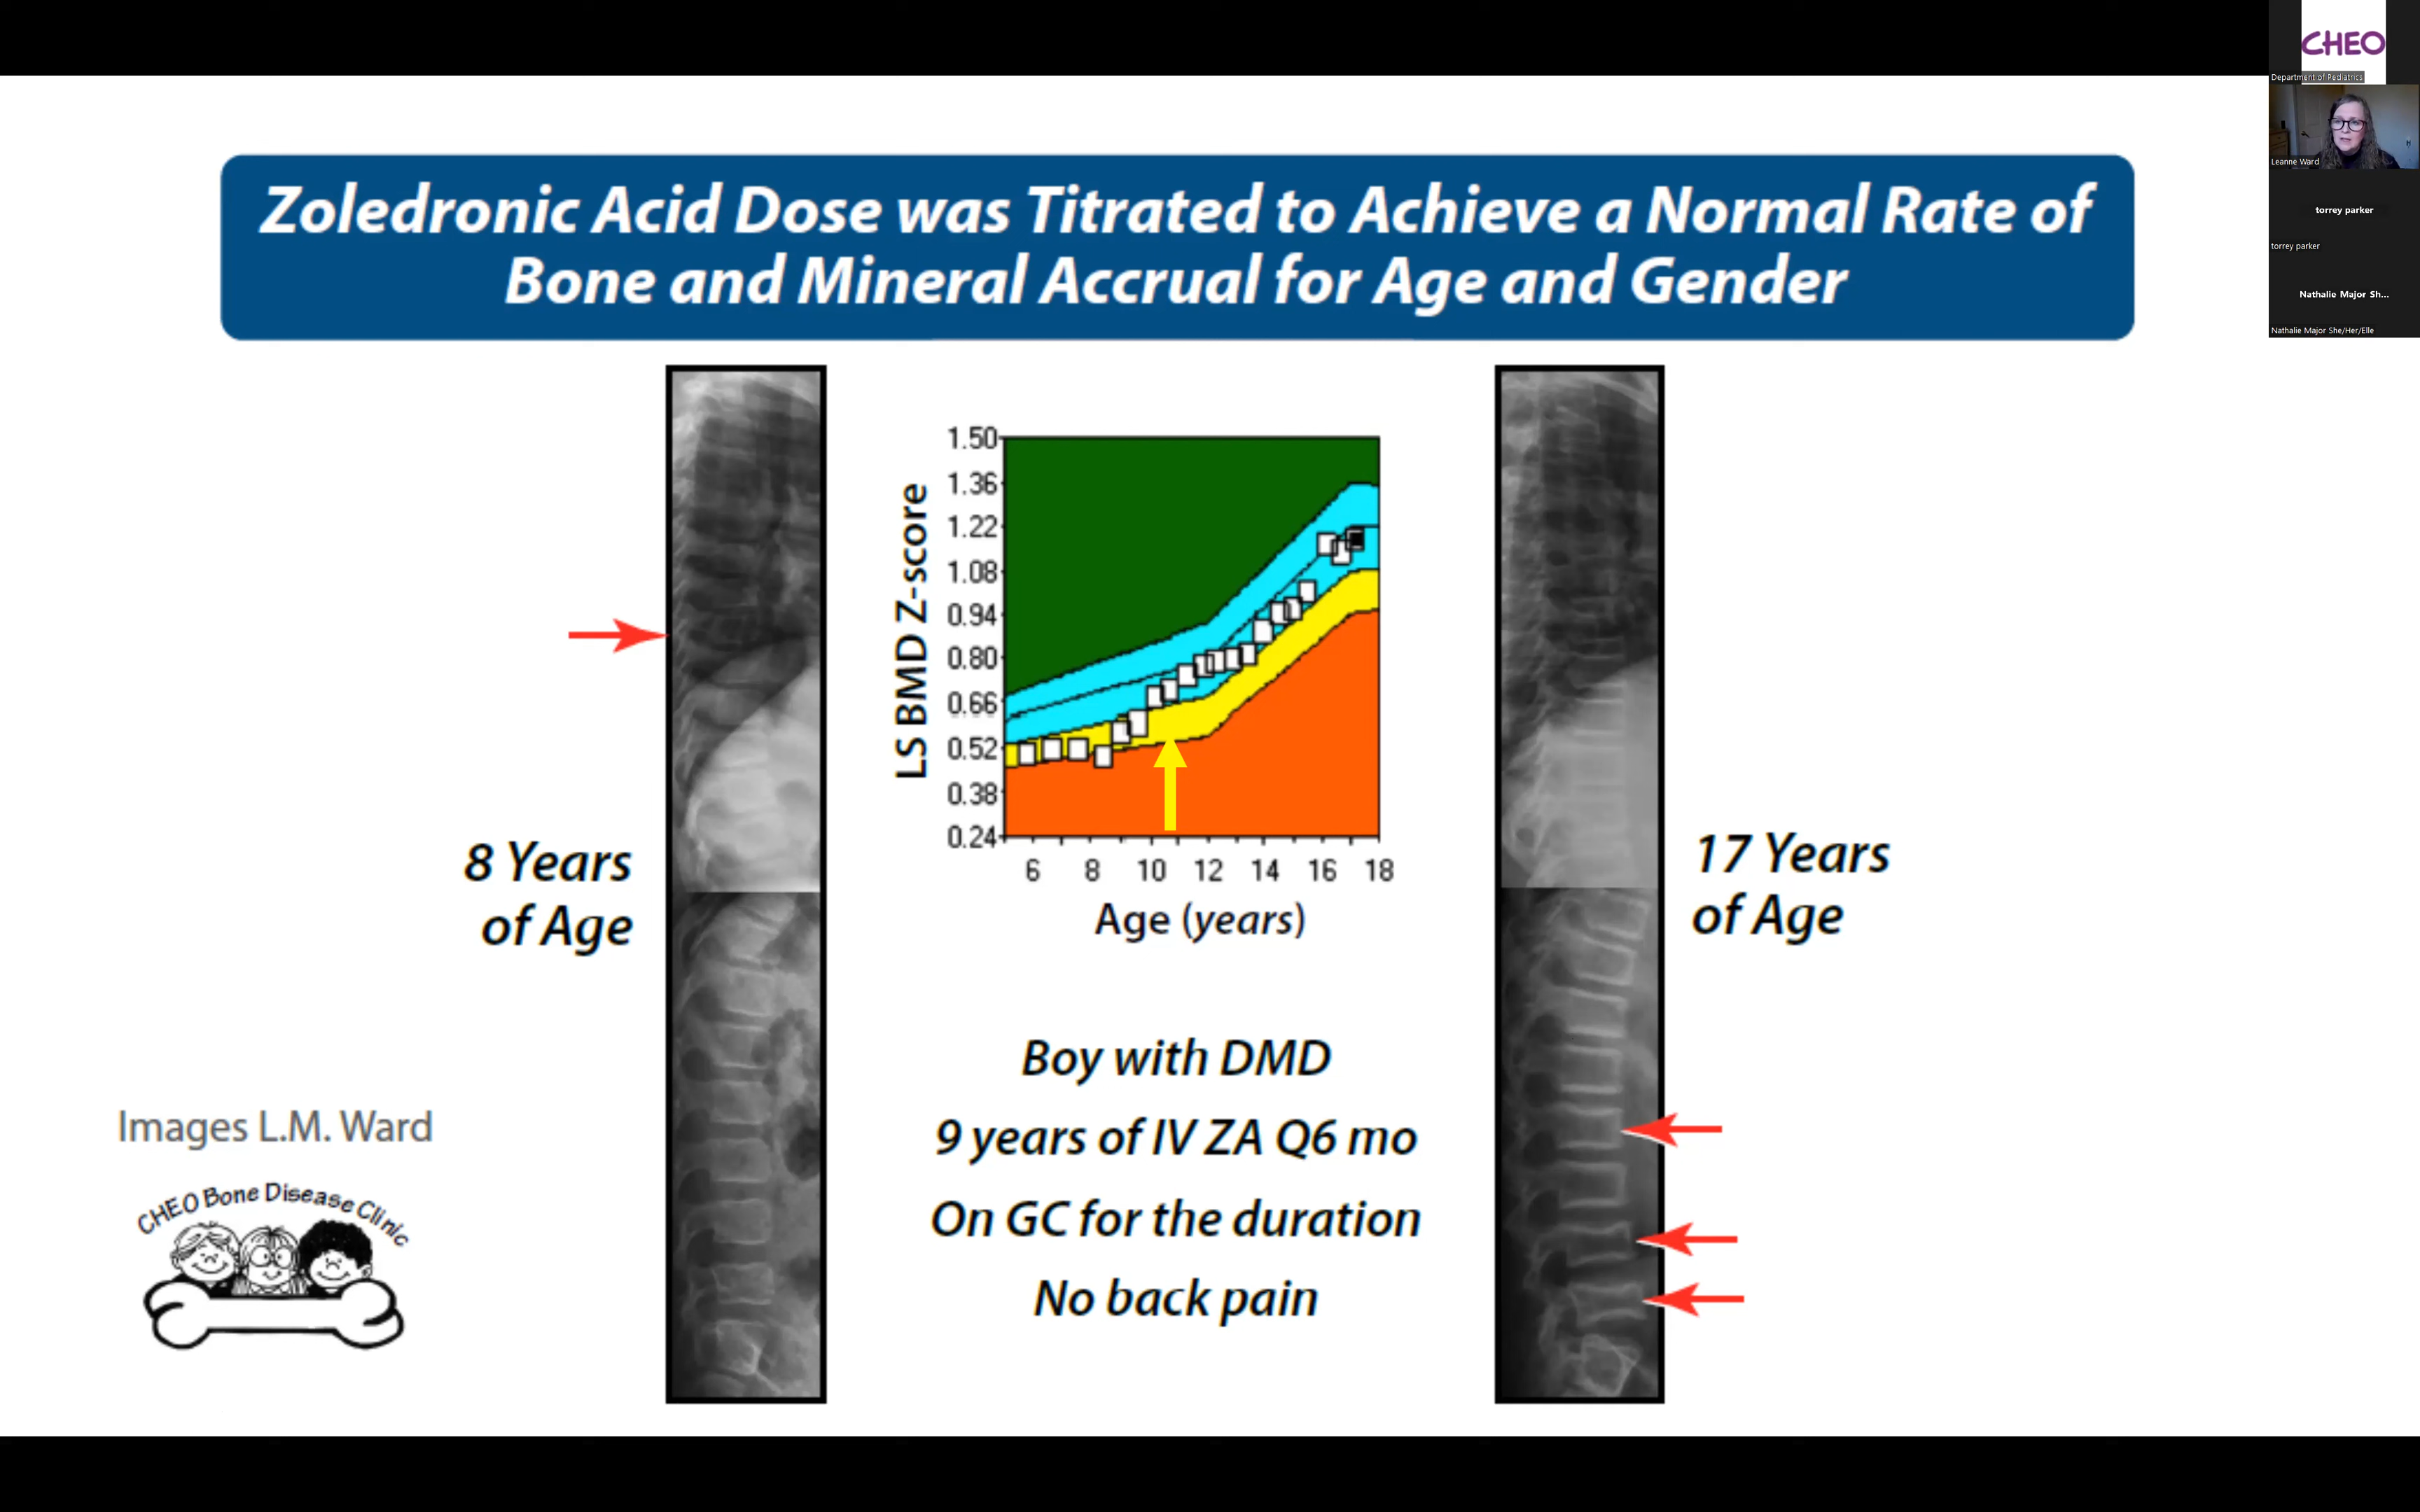 CHEO
Department of Pediatrics
Leanne Ward
torrey parker
torrey parker
Nathalie Major Sh...
Nathalie Major She/Her/Elle
Zoledronic Acid Dose was Titrated to Achieve a Normal Rate of
Bone and Mineral Accrual for Age and Gender
8 Years
of Age
LS BMD Z-score
1.50
1.36
1.22
1.08
0.94
0.80
0.66
0.52
0.38
0.24
6 8 10 12 14 16 18
Age (years)
17 Years
of Age
Boy with DMD
9 years of IV ZA Q6 mo
On GC for the duration
No back pain
Images L.M. Ward
CHEO Bone Disease Clinic